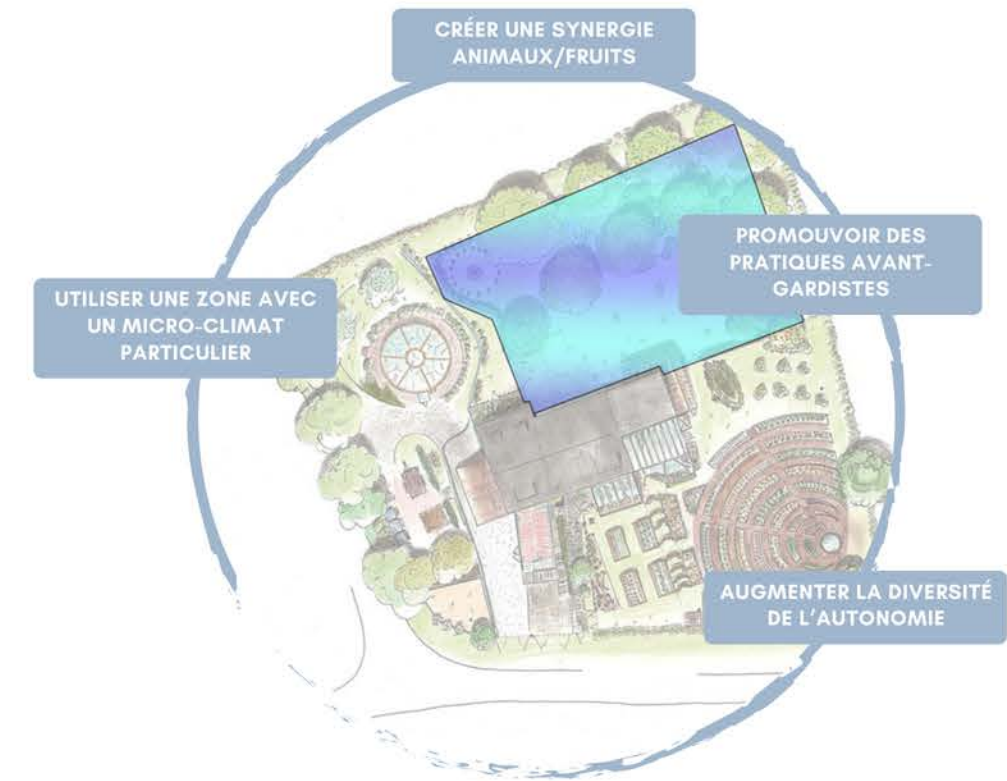 CRÉER UNE SYNERGIE
ANIMAUX/FRUITS
PROMOUVOIR DES
PRATIQUES AVANT-
GARDISTES
UTILISER UNE ZONE AVEC
UN MICRO-CLIMAT
PARTICULIER
AUGMENTER LA DIVERSITÉ
DE L'AUTONOMIE